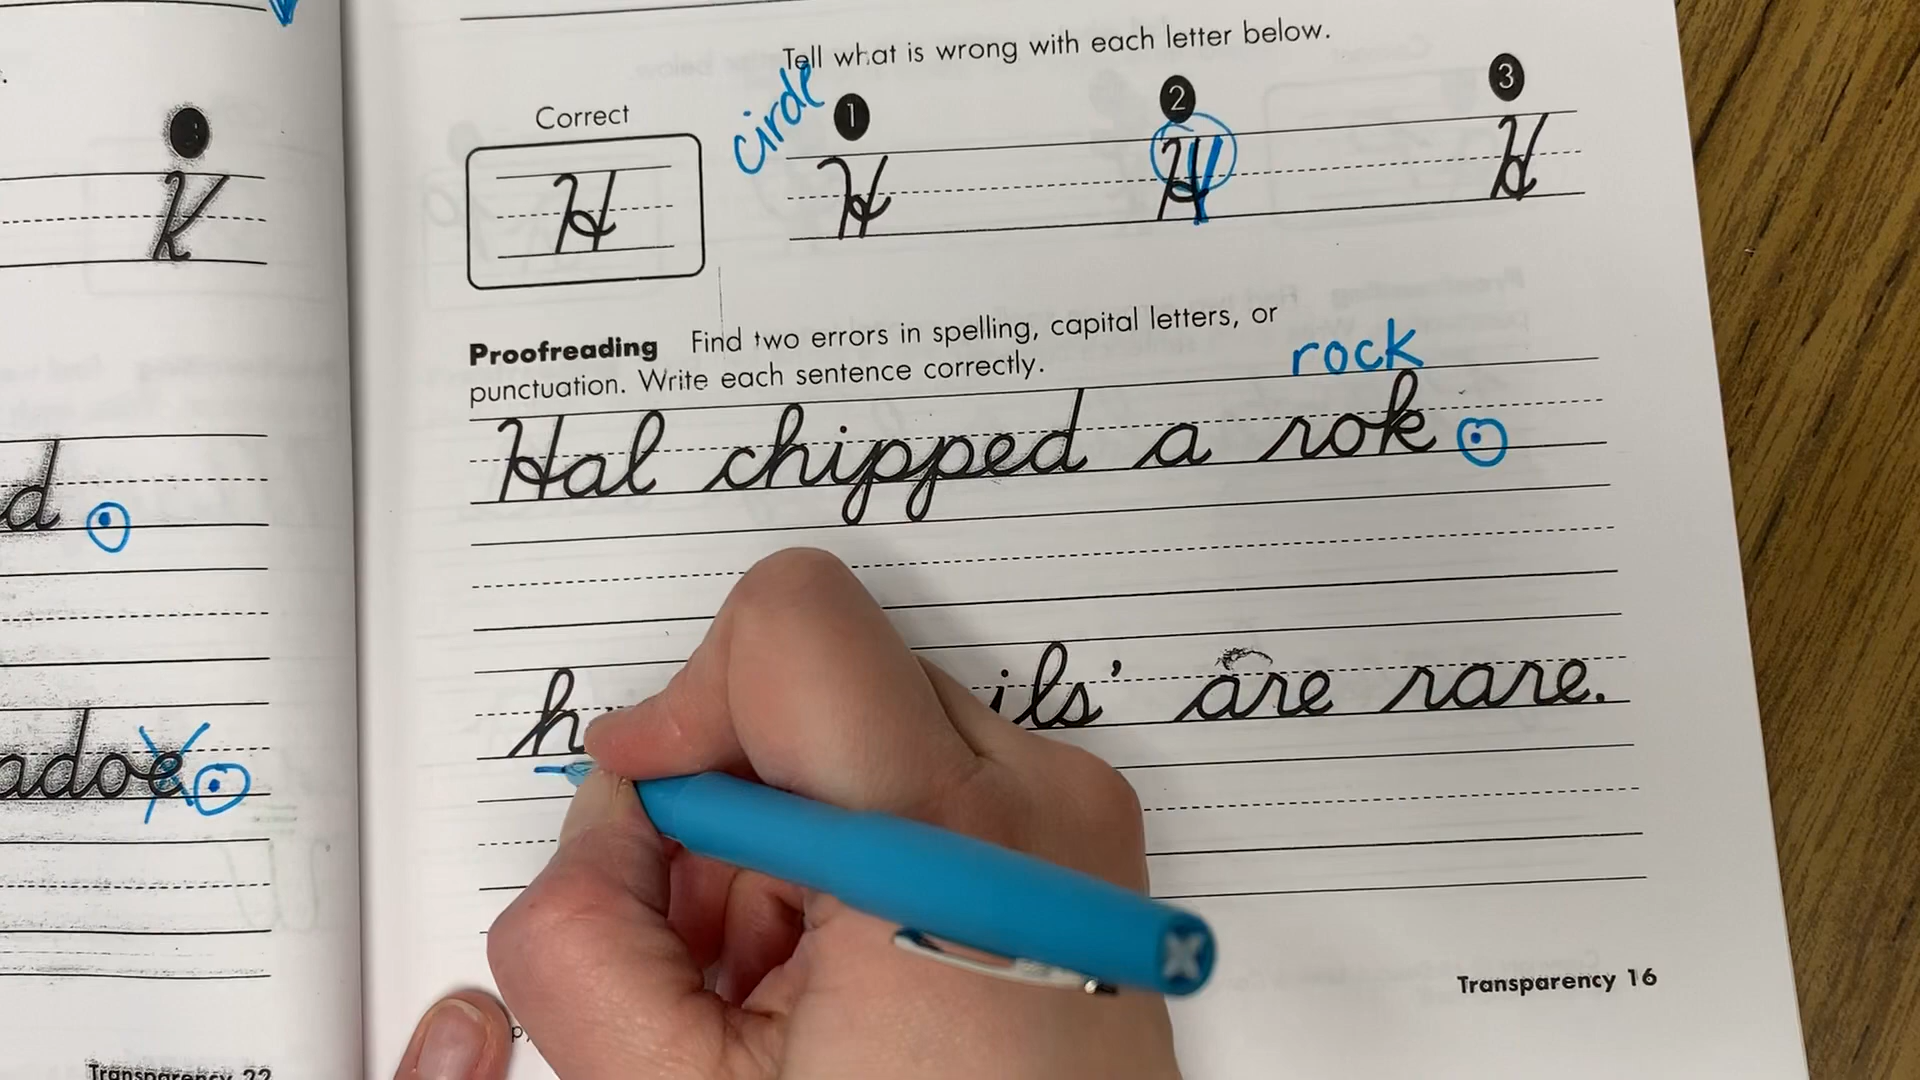 Tell what is wrong with each letter below.
circle
Correct
1
2
3
H
H
H
H
K
Proofreading Find two errors in spelling, capital letters, or
punctuation. Write each sentence correctly.
rock
Hal chipped a rok .
d .
h ils' are rare.
adoe .
Transparency 16
Transparency 22